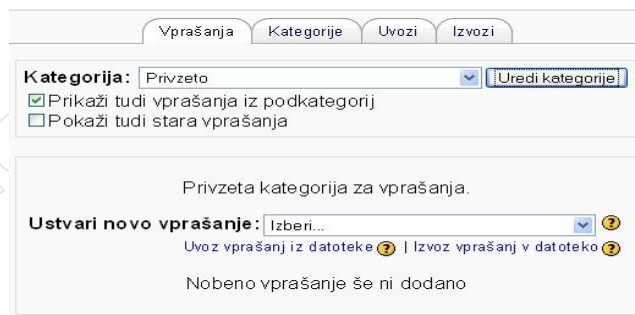 Vprašanja Kategorije Uvozi Izvozi
Kategorija: Privzeto Uredi kategorije
Prikaži tudi vprašanja iz podkategorij
Pokaži tudi stara vprašanja
Privzeta kategorija za vprašanja.
Ustvari novo vprašanje: Izberi... ?
Uvoz vprašanj iz datoteke ? | Izvoz vprašanj v datoteko ?
Nobeno vprašanje še ni dodano